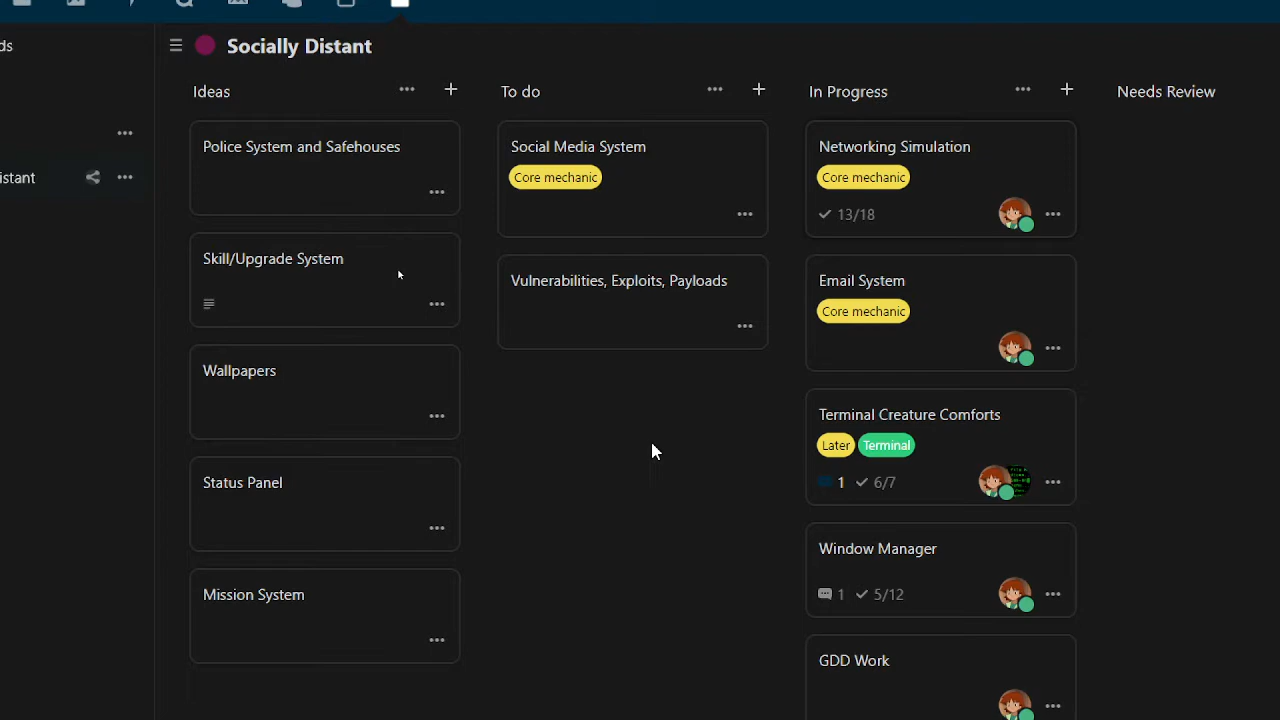 ds
istant
Socially Distant
Ideas
Police System and Safehouses
Skill/Upgrade System
Wallpapers
Status Panel
Mission System
To do
Social Media System
Core mechanic
Vulnerabilities, Exploits, Payloads
In Progress
Networking Simulation
Core mechanic
13/18
Email System
Core mechanic
Terminal Creature Comforts
Later Terminal
1 6/7
Window Manager
1 5/12
GDD Work
Needs Review